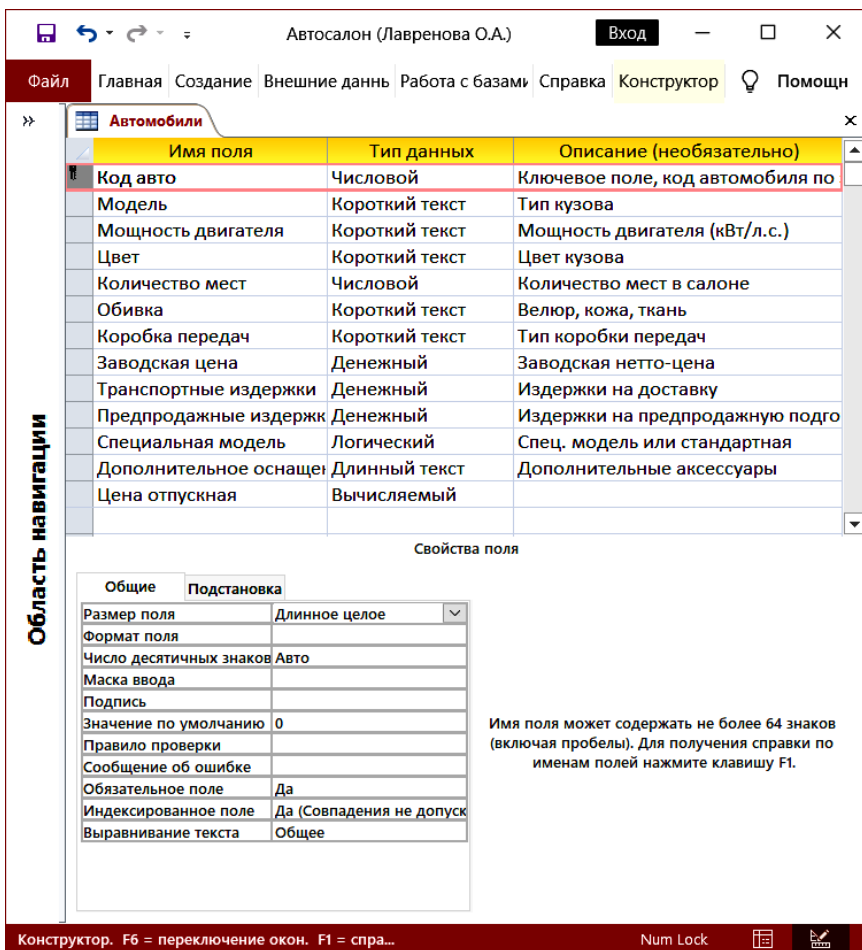 Автосалон (Лавренова О.А.) Вход
Файл Главная Создание Внешние даннь Работа с базами Справка Конструктор Помощн
Автомобили
Имя поля Тип данных Описание (необязательно)
Код авто Числовой Ключевое поле, код автомобиля по
Модель Короткий текст Тип кузова
Мощность двигателя Короткий текст Мощность двигателя (кВт/л.с.)
Цвет Короткий текст Цвет кузова
Количество мест Числовой Количество мест в салоне
Обивка Короткий текст Велюр, кожа, ткань
Коробка передач Короткий текст Тип коробки передач
Заводская цена Денежный Заводская нетто-цена
Транспортные издержки Денежный Издержки на доставку
Предпродажные издержк Денежный Издержки на предпродажную подго
Специальная модель Логический Спец. модель или стандартная
Дополнительное оснащен Длинный текст Дополнительные аксессуары
Цена отпускная Вычисляемый
Область навигации
Свойства поля
Общие Подстановка
Размер поля Длинное целое
Формат поля
Число десятичных знаков Авто
Маска ввода
Подпись
Значение по умолчанию 0
Правило проверки
Сообщение об ошибке
Обязательное поле Да
Индексированное поле Да (Совпадения не допуск
Выравнивание текста Общее
Имя поля может содержать не более 64 знаков
(включая пробелы). Для получения справки по
именам полей нажмите клавишу F1.
Конструктор. F6 = переключение окон. F1 = спра... Num Lock